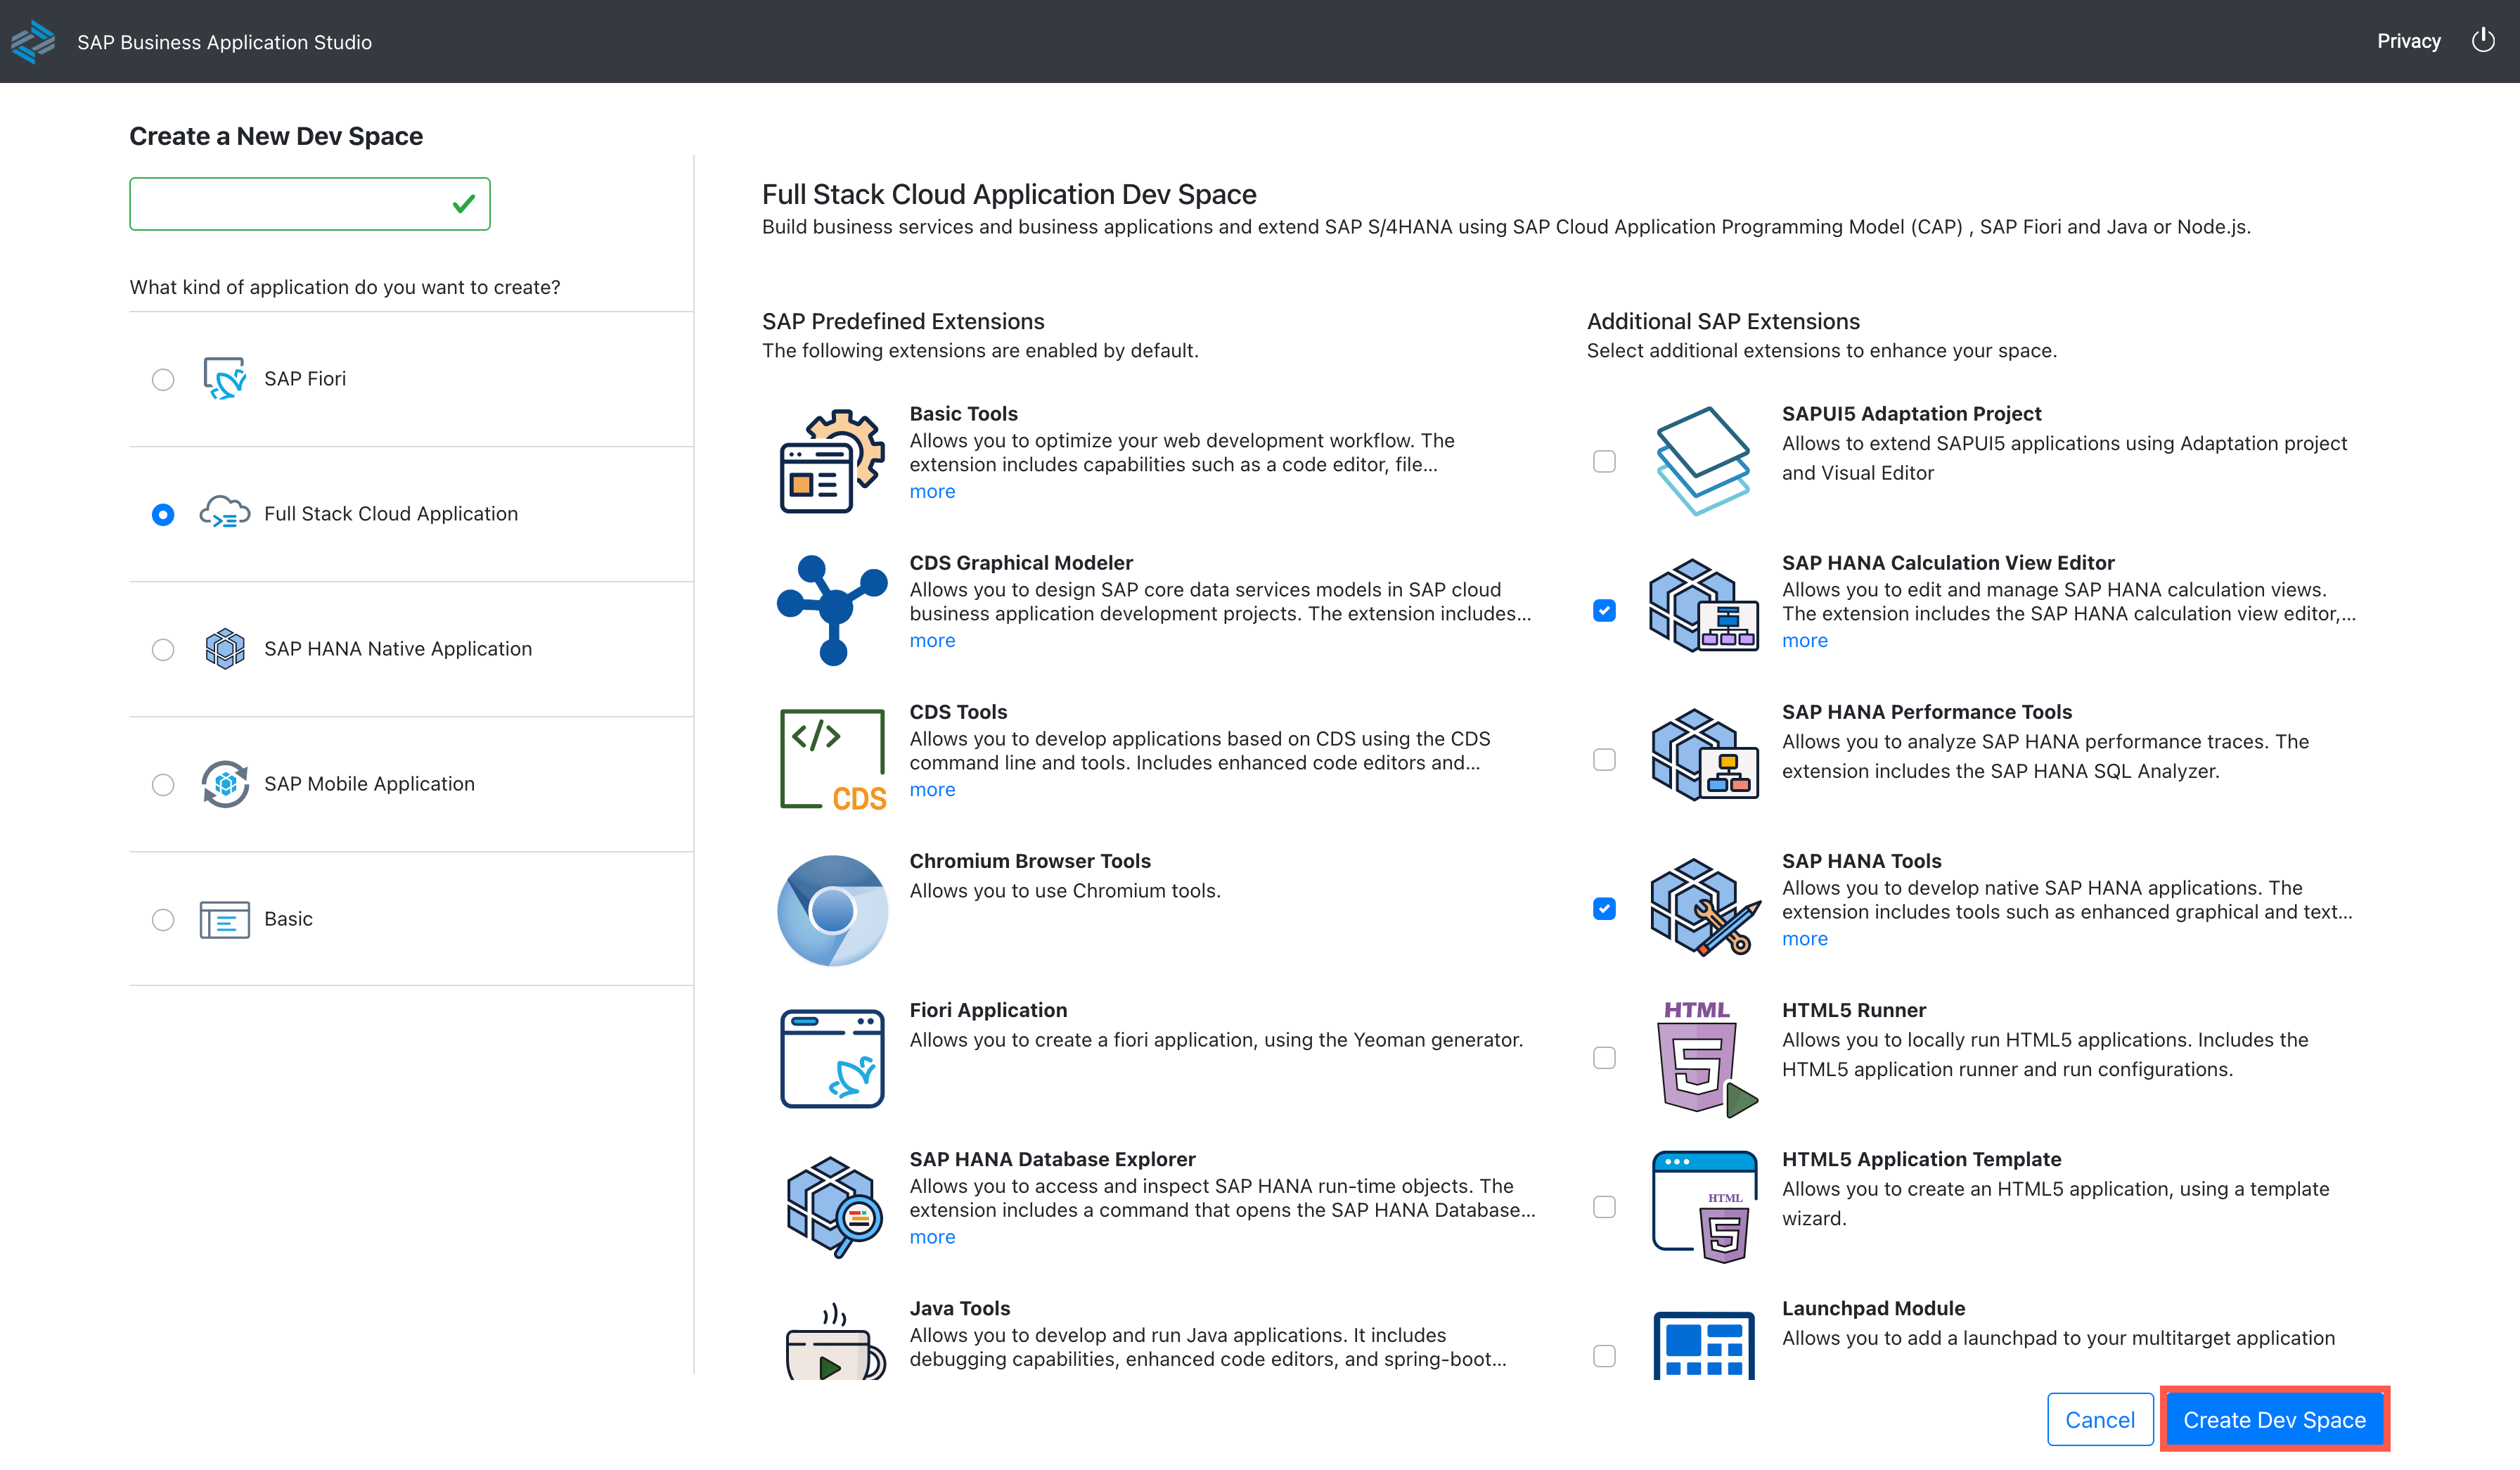 SAP Business Application Studio
Privacy
Create a New Dev Space
What kind of application do you want to create?
SAP Fiori
Full Stack Cloud Application
SAP HANA Native Application
SAP Mobile Application
Basic
Full Stack Cloud Application Dev Space
Build business services and business applications and extend SAP S/4HANA using SAP Cloud Application Programming Model (CAP) , SAP Fiori and Java or Node.js.
SAP Predefined Extensions
The following extensions are enabled by default.
Basic Tools
Allows you to optimize your web development workflow. The
extension includes capabilities such as a code editor, file...
more
CDS Graphical Modeler
Allows you to design SAP core data services models in SAP cloud
business application development projects. The extension includes...
more
</>
CDS
CDS Tools
Allows you to develop applications based on CDS using the CDS
command line and tools. Includes enhanced code editors and...
more
Chromium Browser Tools
Allows you to use Chromium tools.
Fiori Application
Allows you to create a fiori application, using the Yeoman generator.
SAP HANA Database Explorer
Allows you to access and inspect SAP HANA run-time objects. The
extension includes a command that opens the SAP HANA Database...
more
Java Tools
Allows you to develop and run Java applications. It includes
debugging capabilities, enhanced code editors, and spring-boot...
Additional SAP Extensions
Select additional extensions to enhance your space.
SAPUI5 Adaptation Project
Allows to extend SAPUI5 applications using Adaptation project
and Visual Editor
SAP HANA Calculation View Editor
Allows you to edit and manage SAP HANA calculation views.
The extension includes the SAP HANA calculation view editor,...
more
SAP HANA Performance Tools
Allows you to analyze SAP HANA performance traces. The
extension includes the SAP HANA SQL Analyzer.
SAP HANA Tools
Allows you to develop native SAP HANA applications. The
extension includes tools such as enhanced graphical and text...
more
HTML
5
HTML5 Runner
Allows you to locally run HTML5 applications. Includes the
HTML5 application runner and run configurations.
HTML
5
HTML5 Application Template
Allows you to create an HTML5 application, using a template
wizard.
Launchpad Module
Allows you to add a launchpad to your multitarget application
Cancel
Create Dev Space